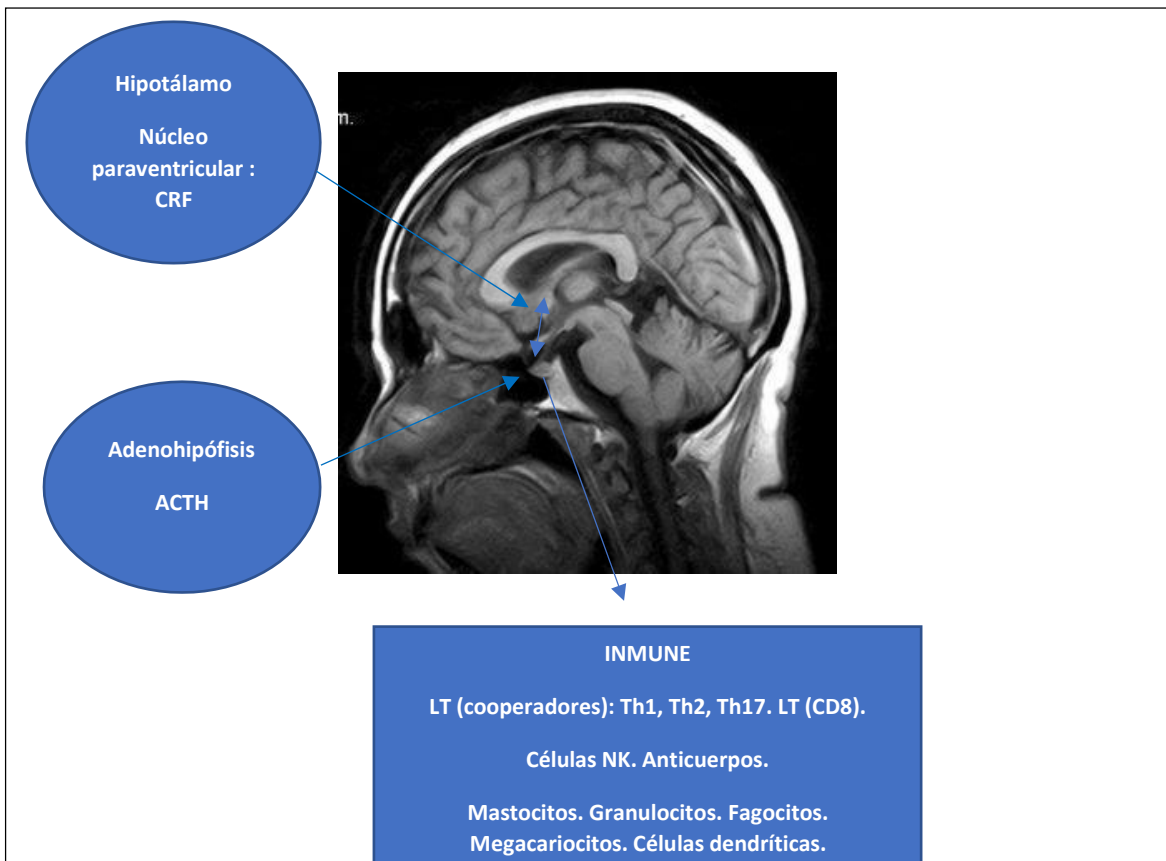 Hipotálamo
Núcleo
paraventricular :
CRF
m.
Adenohipófisis
ACTH
INMUNE
LT (cooperadores): Th1, Th2, Th17. LT (CD8).
Células NK. Anticuerpos.
Mastocitos. Granulocitos. Fagocitos.
Megacariocitos. Células dendríticas.